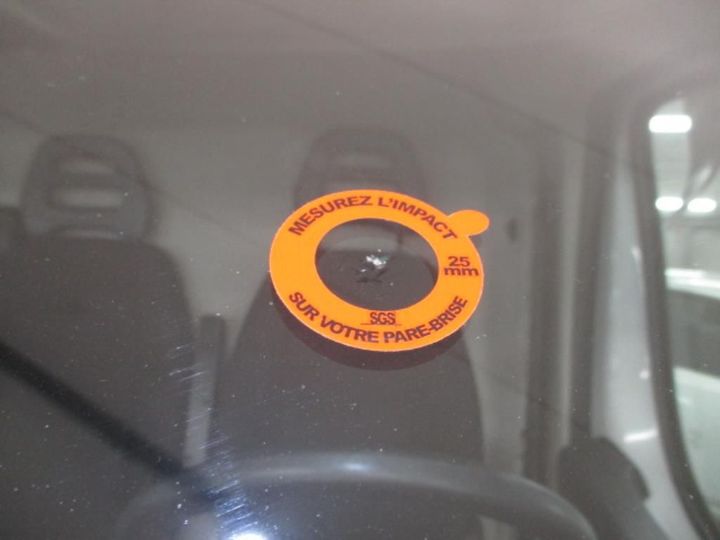 MESUREZ L'IMPACT
25
mm
SGS
SUR VOTRE PARE-BRISE